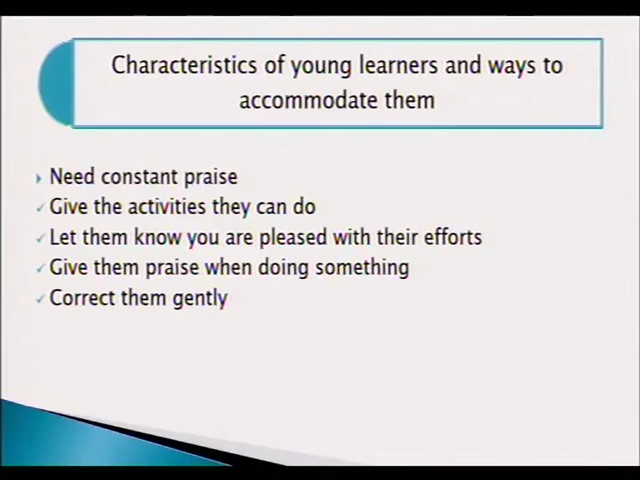 Characteristics of young learners and ways to
accommodate them
Need constant praise
Give the activities they can do
Let them know you are pleased with their efforts
Give them praise when doing something
Correct them gently